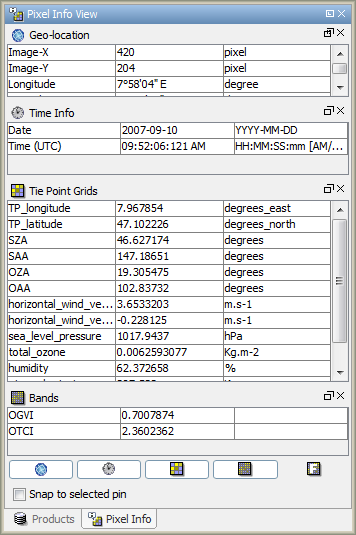 Pixel Info View
Geo-location
Image-X 420 pixel
Image-Y 204 pixel
Longitude 7°58'04" E degree
Time Info
Date 2007-09-10 YYYY-MM-DD
Time (UTC) 09:52:06:121 AM HH:MM:SS:mm [AM/...
Tie Point Grids
TP_longitude 7.967854 degrees_east
TP_latitude 47.102226 degrees_north
SZA 46.627174 degrees
SAA 147.18651 degrees
OZA 19.305475 degrees
OAA 102.83732 degrees
horizontal_wind_ve... 3.6533203 m.s-1
horizontal_wind_ve... -0.228125 m.s-1
sea_level_pressure 1017.9437 hPa
total_ozone 0.0062593077 Kg.m-2
humidity 62.372658 %
Bands
OGVI 0.7007874
OTCI 2.3602362
F
Snap to selected pin
Products Pixel Info